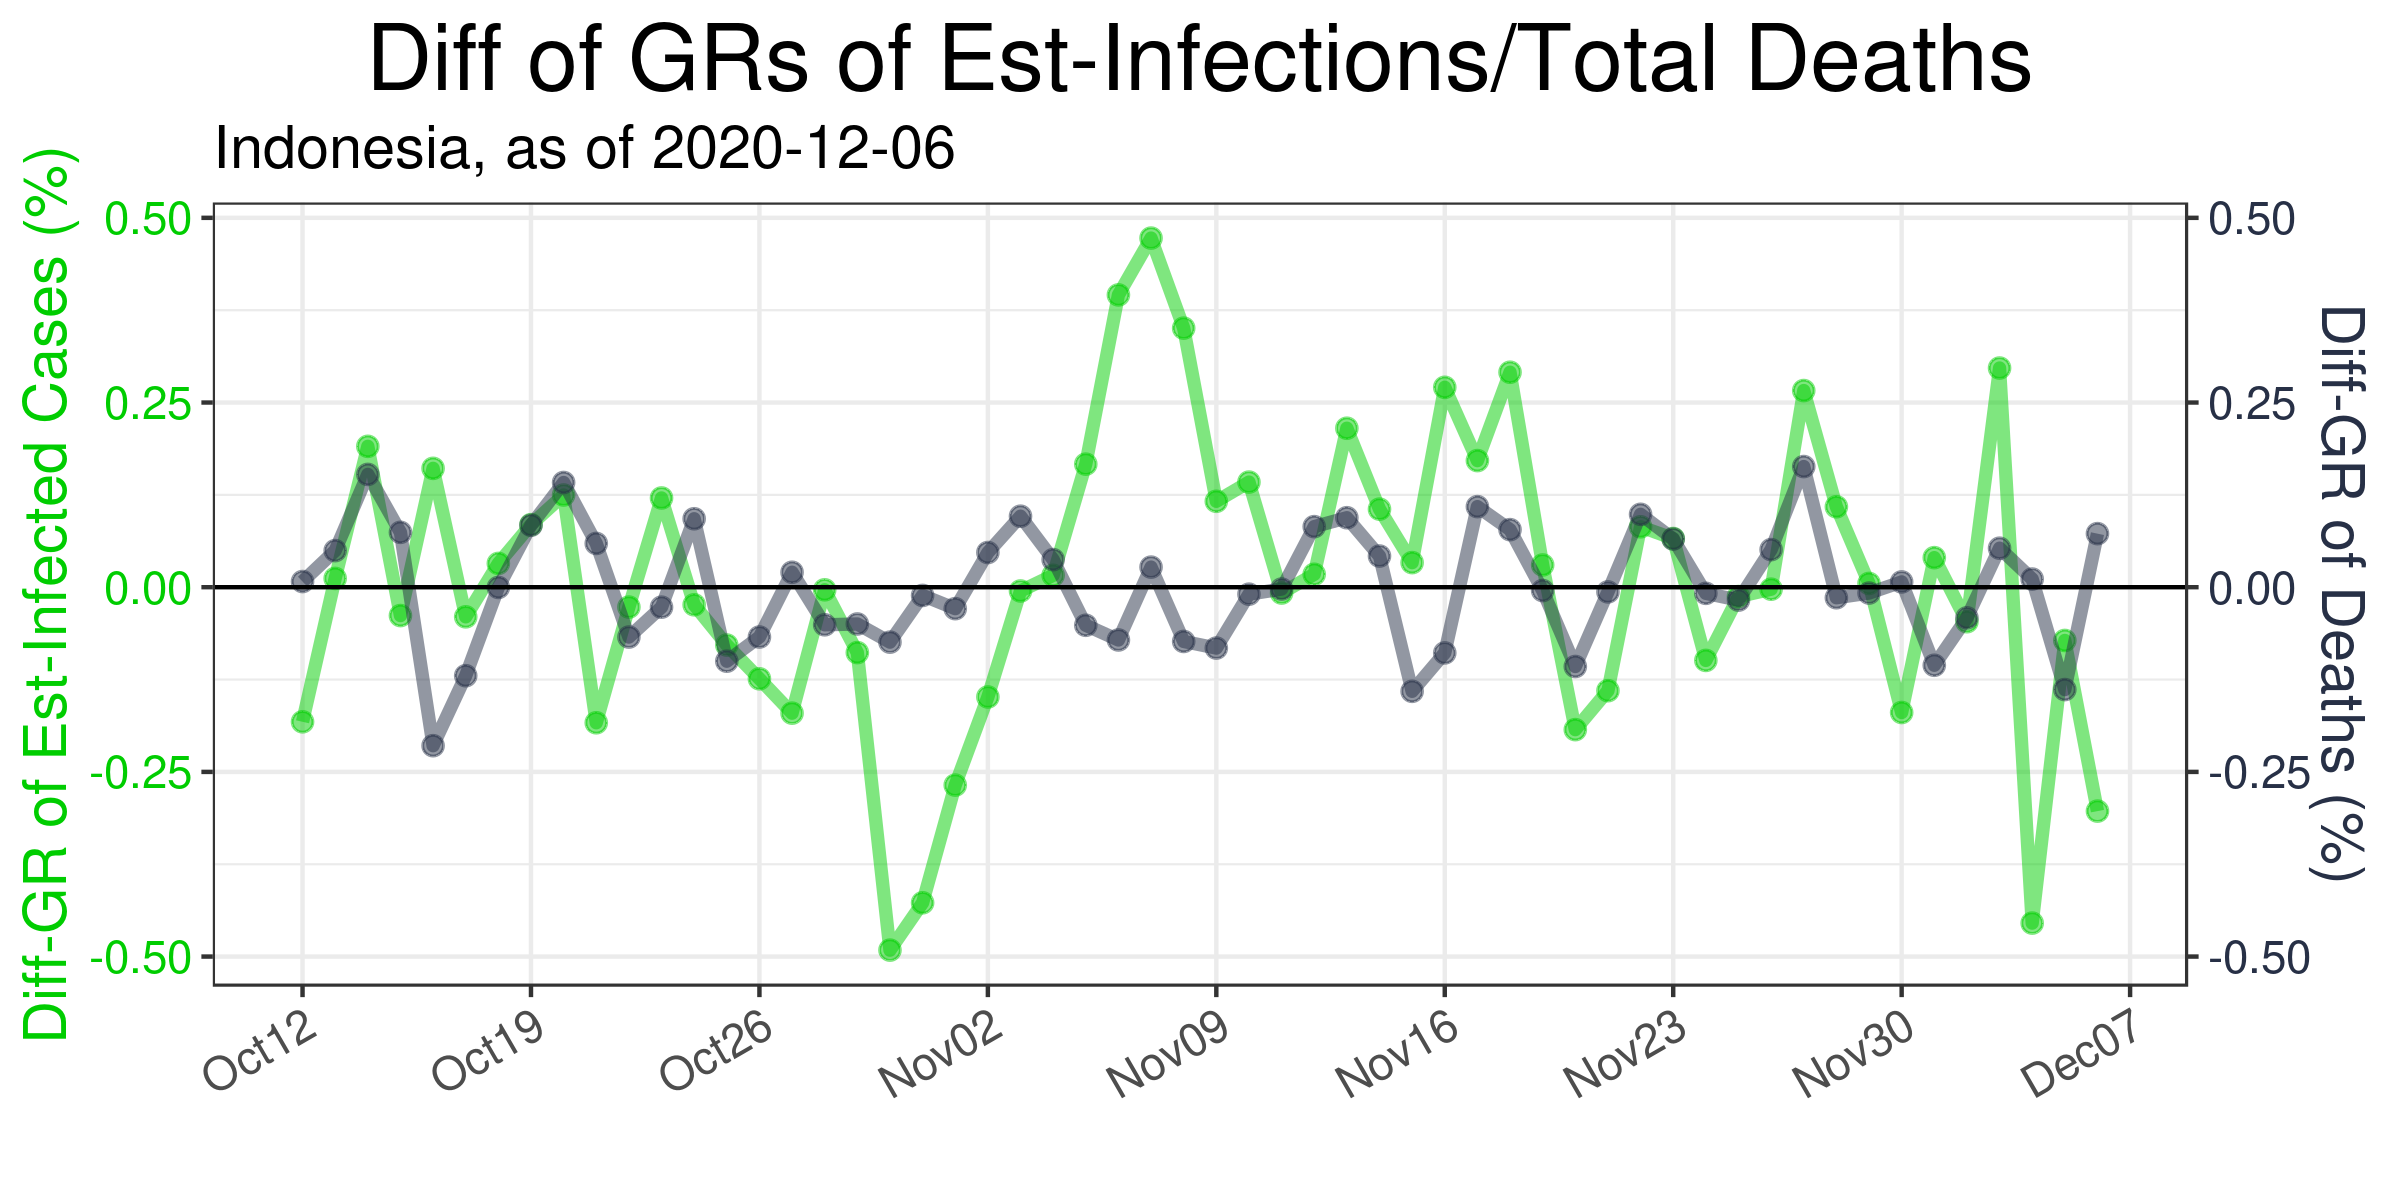 Diff of GRs of Est-Infections/Total Deaths
Indonesia, as of 2020-12-06
Diff-GR of Est-Infected Cases (%)
0.50
0.25
0.00
-0.25
-0.50
0.50
0.25
0.00
-0.25
-0.50
Diff-GR of Deaths (%)
Oct12
Oct19
Oct26
Nov02
Nov09
Nov16
Nov23
Nov30
Dec07